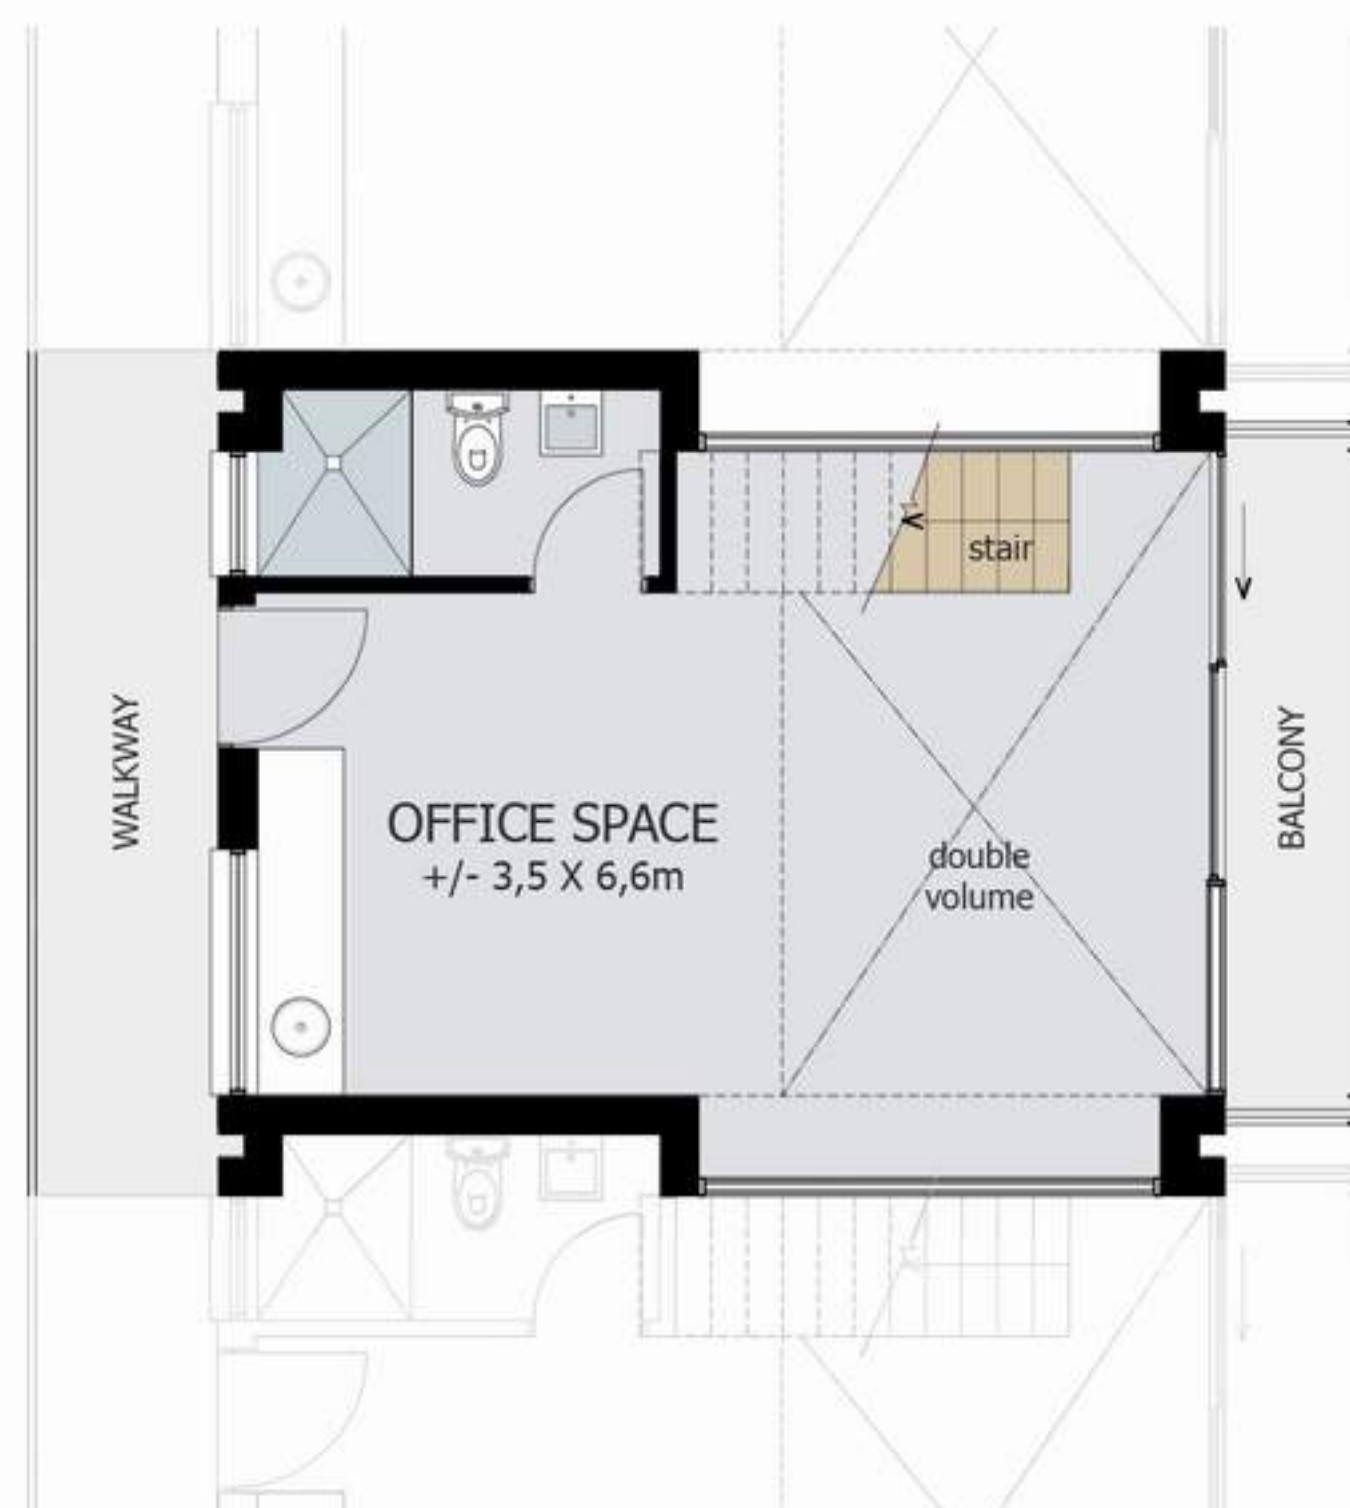 stair
WALKWAY
OFFICE SPACE
+/- 3,5 X 6,6m
double
volume
BALCONY